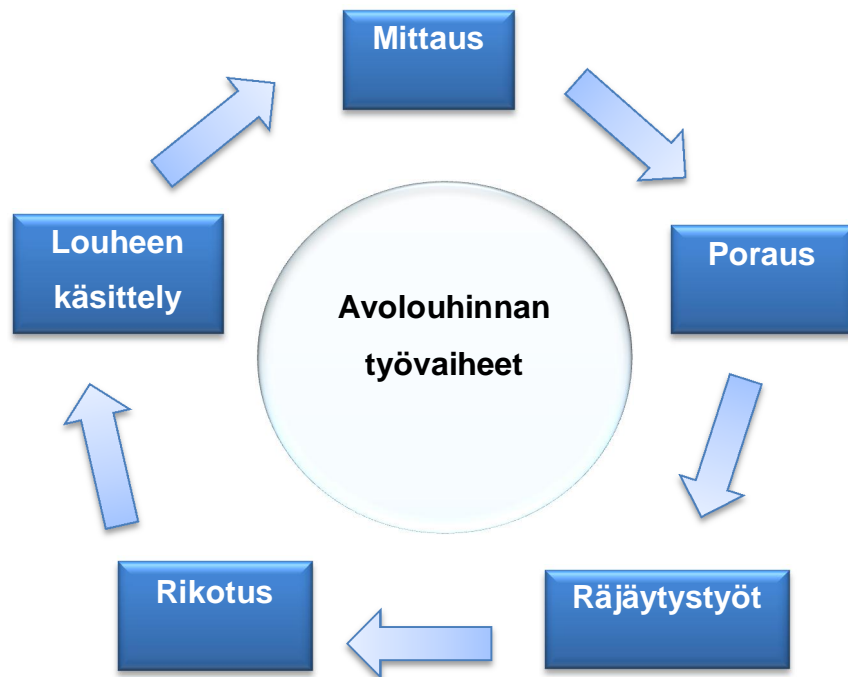 Mittaus
Poraus
Räjäytystyöt
Rikotus
Louheen
käsittely
Avolouhinnan
työvaiheet